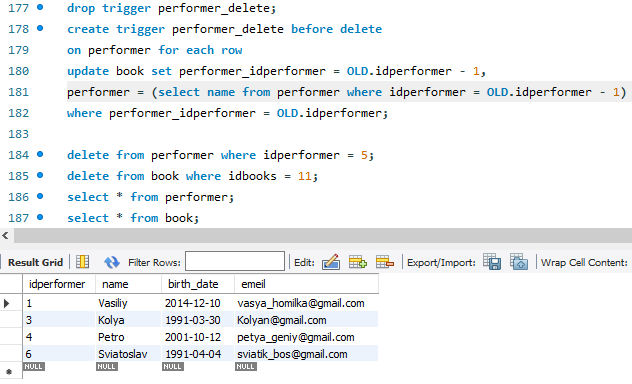 177 drop trigger performer_delete;
178 create trigger performer_delete before delete
179 on performer for each row
180 update book set performer_idperformer = OLD.idperformer - 1,
181 performer = (select name from performer where idperformer = OLD.idperformer - 1)
182 where performer_idperformer = OLD.idperformer;
183
184 delete from performer where idperformer = 5;
185 delete from book where idbooks = 11;
186 select * from performer;
187 select * from book;
Result Grid Filter Rows: Edit: Export/Import: Wrap Cell Content:
idperformer name birth_date emeil
1 Vasiliy 2014-12-10 vasya_homilka@gmail.com
3 Kolya 1991-03-30 Kolyan@gmail.com
4 Petro 2001-10-12 petya_geniy@gmail.com
6 Sviatoslav 1991-04-04 sviatik_bos@gmail.com
NULL NULL NULL NULL